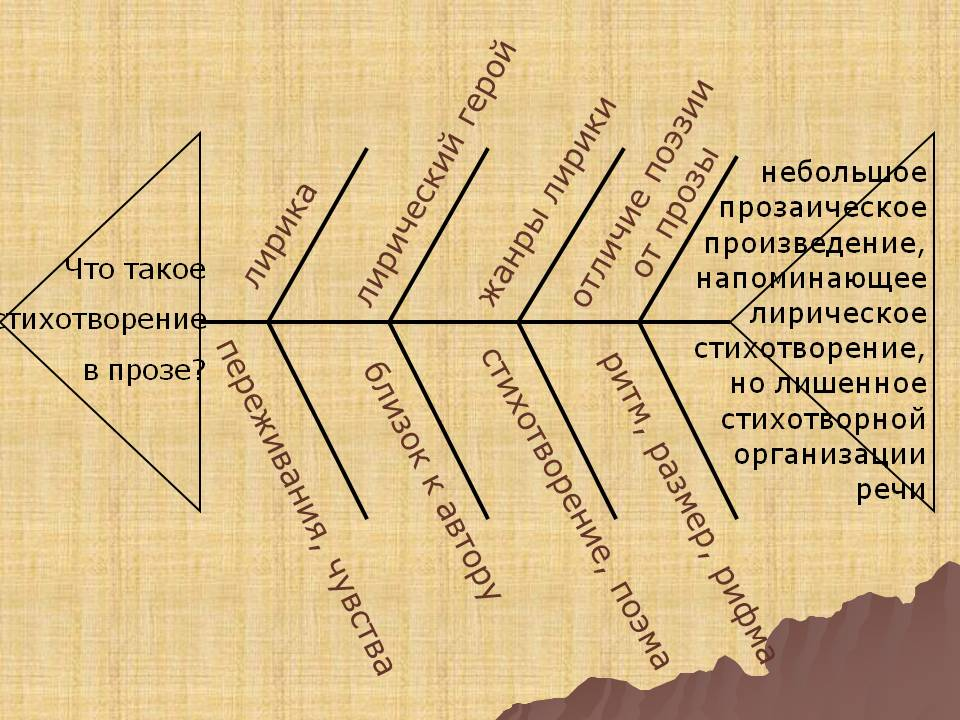 Что такое
стихотворение
в прозе?
лирика
лирический герой
жанры лирики
отличие поэзии
от прозы
переживания, чувства
близок к автору
стихотворение, поэма
ритм, размер, рифма
небольшое
прозаическое
произведение,
напоминающее
лирическое
стихотворение,
но лишенное
стихотворной
организации
речи